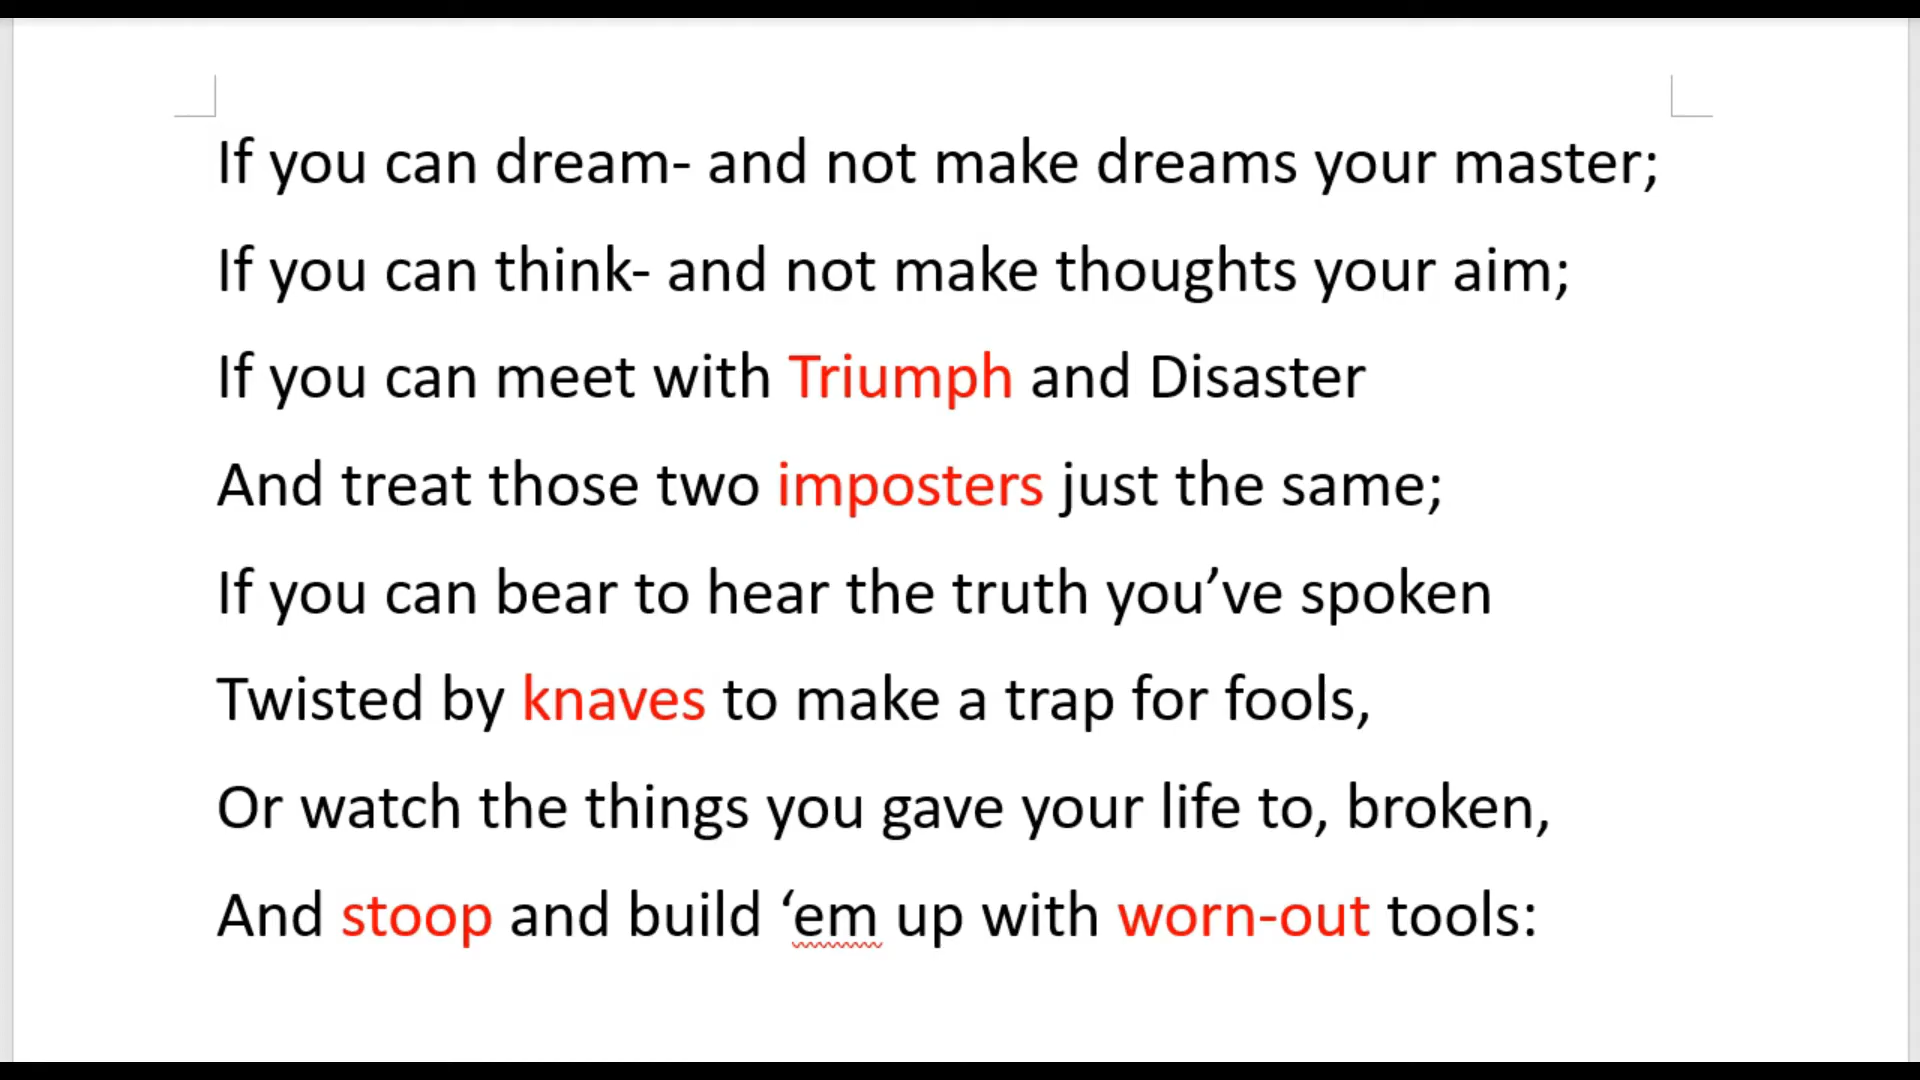 If you can dream- and not make dreams your master;
If you can think- and not make thoughts your aim;
If you can meet with Triumph and Disaster
And treat those two imposters just the same;
If you can bear to hear the truth you’ve spoken
Twisted by knaves to make a trap for fools,
Or watch the things you gave your life to, broken,
And stoop and build ‘em up with worn-out tools: